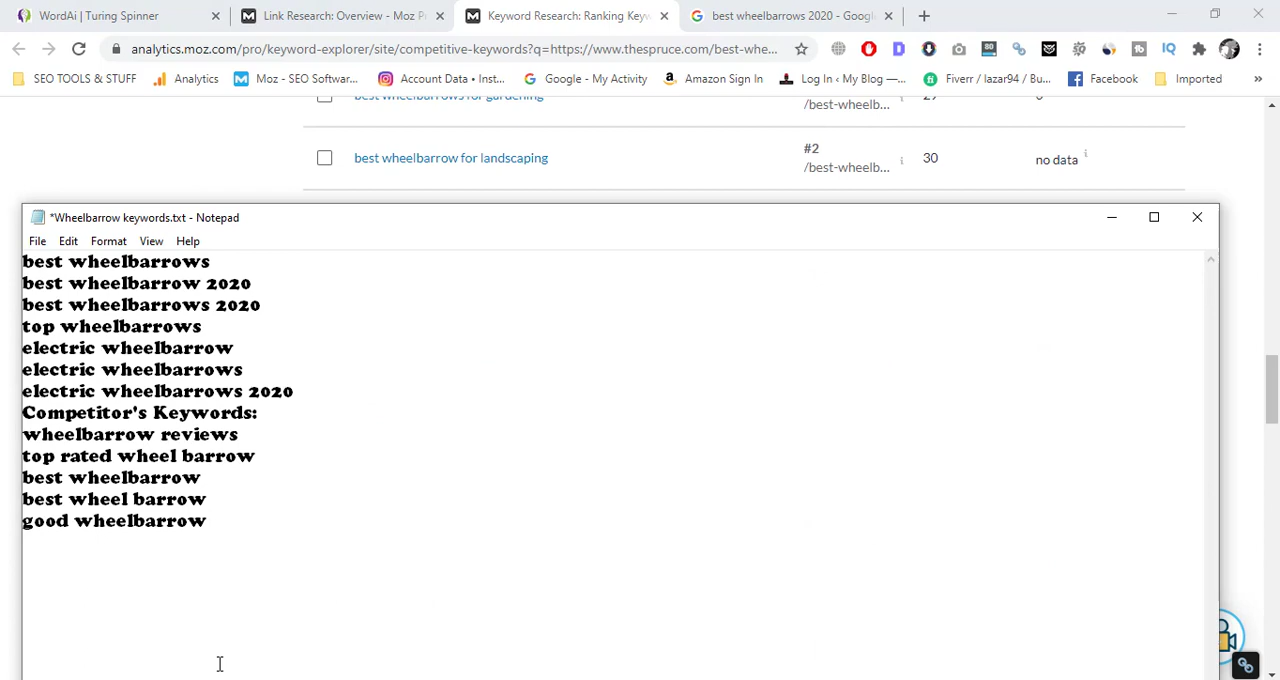 WordAi | Turing Spinner
Link Research: Overview - Moz P
Keyword Research: Ranking Keyw
best wheelbarrows 2020 - Google
analytics.moz.com/pro/keyword-explorer/site/competitive-keywords?q=https://www.thespruce.com/best-whe...
SEO TOOLS & STUFF
Analytics
Moz - SEO Softwar...
Account Data • Inst...
Google - My Activity
Amazon Sign In
Log In ‹ My Blog —...
Fiverr / lazar94 / Bu...
Facebook
Imported
»
best wheelbarrows for gardening
/best-wheelb...
29
best wheelbarrow for landscaping
#2
/best-wheelb...
30
no data
*Wheelbarrow keywords.txt - Notepad
File Edit Format View Help
best wheelbarrows
best wheelbarrow 2020
best wheelbarrows 2020
top wheelbarrows
electric wheelbarrow
electric wheelbarrows
electric wheelbarrows 2020
Competitor's Keywords:
wheelbarrow reviews
top rated wheel barrow
best wheelbarrow
best wheel barrow
good wheelbarrow